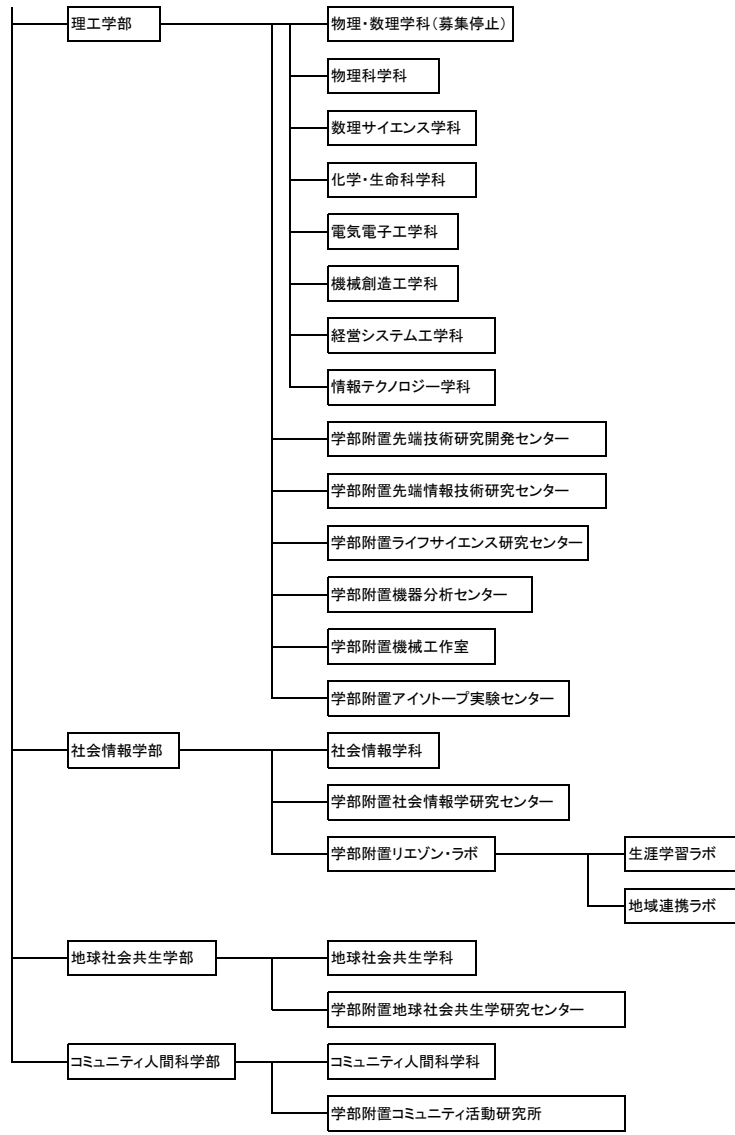 理工学部
物理・数理学科（募集停止）
物理科学科
数理サイエンス学科
化学・生命科学科
電気電子工学科
機械創造工学科
経営システム工学科
情報テクノロジー学科
学部附置先端技術研究開発センター
学部附置先端情報技術研究センター
学部附置ライフサイエンス研究センター
学部附置機器分析センター
学部附置機械工作室
学部附置アイソトープ実験センター
社会情報学部
社会情報学科
学部附置社会情報学研究センター
学部附置リエゾン・ラボ
生涯学習ラボ
地域連携ラボ
地球社会共生学部
地球社会共生学科
学部附置地球社会共生学研究センター
コミュニティ人間科学部
コミュニティ人間科学科
学部附置コミュニティ活動研究所